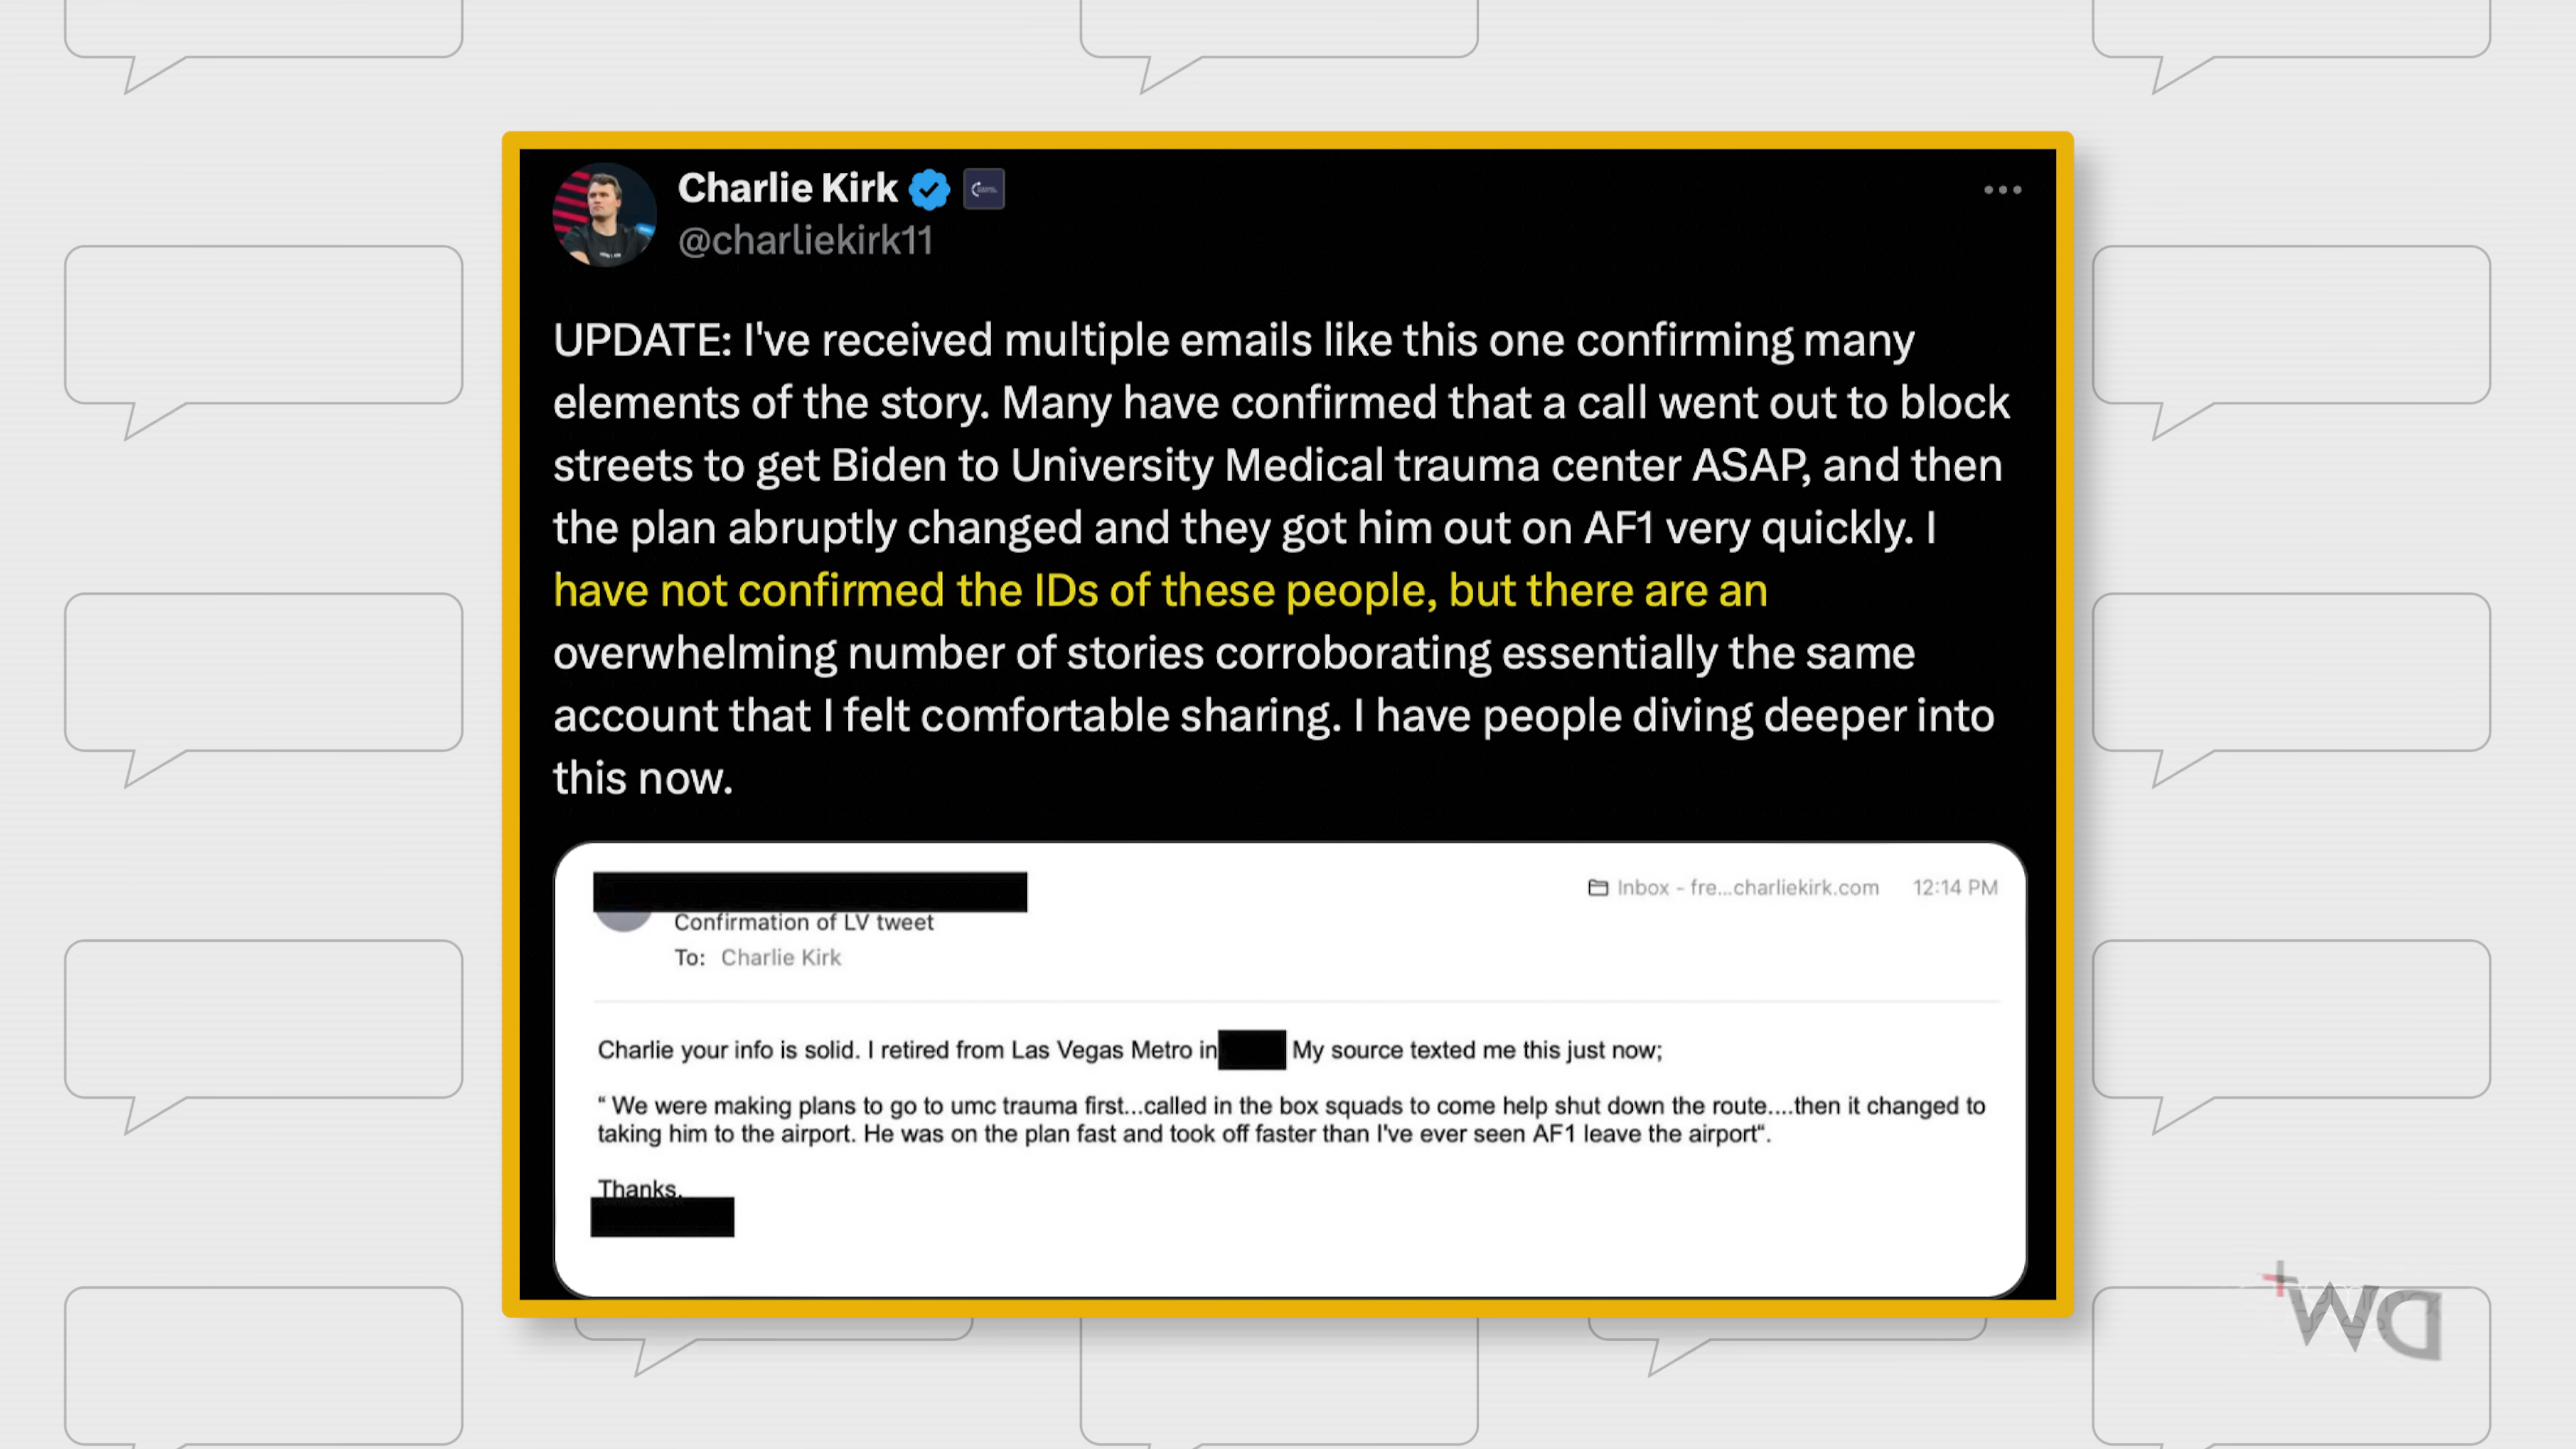 Charlie Kirk
@charliekirk11
UPDATE: I've received multiple emails like this one confirming many
elements of the story. Many have confirmed that a call went out to block
streets to get Biden to University Medical trauma center ASAP, and then
the plan abruptly changed and they got him out on AF1 very quickly. I
have not confirmed the IDs of these people, but there are an
overwhelming number of stories corroborating essentially the same
account that I felt comfortable sharing. I have people diving deeper into
this now.
Inbox - fre...charliekirk.com 12:14 PM
Confirmation of LV tweet
To: Charlie Kirk
Charlie your info is solid. I retired from Las Vegas Metro in My source texted me this just now;
“ We were making plans to go to umc trauma first...called in the box squads to come help shut down the route....then it changed to
taking him to the airport. He was on the plan fast and took off faster than I've ever seen AF1 leave the airport“.
Thanks,